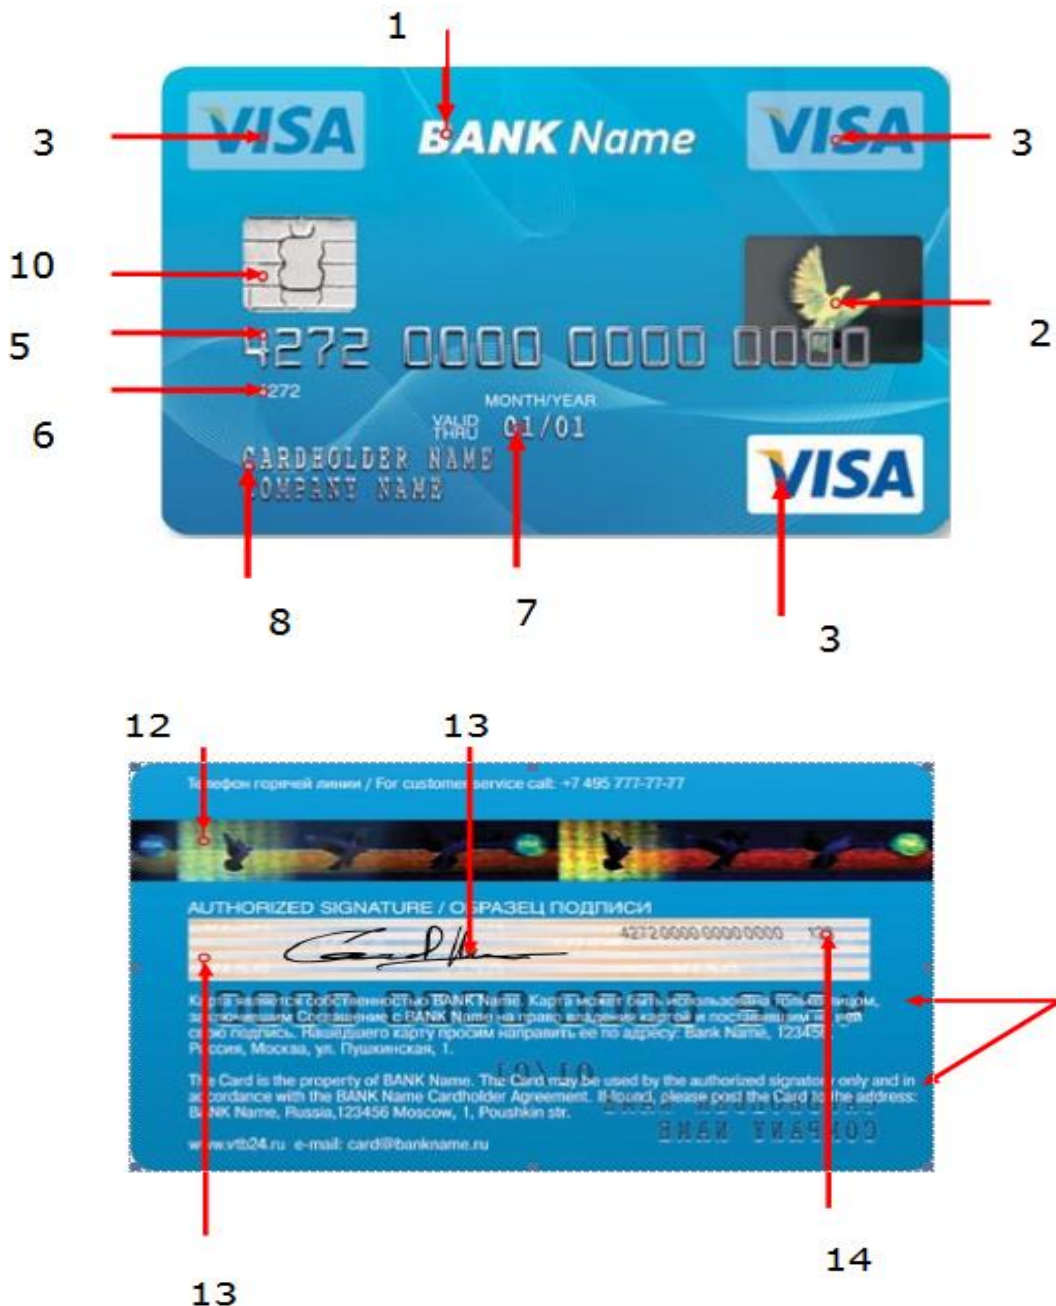 1
3
VISA
BANK Name
VISA
3
10
2
5
4272 0000 0000 0000
6
4272
MONTH/YEAR
VALID THRU 01/01
CARDHOLDER NAME
COMPANY NAME
VISA
8
7
3
12
13
Телефон горячей линии / For customer service call: +7 495 777-77-77
AUTHORIZED SIGNATURE / ОБРАЗЕЦ ПОДПИСИ
4272 0000 0000 0000
Карта является собственностью BANK Name. Карта может быть использована только лицом,
заключившим Соглашение с BANK Name на право владения картой и поставившим на ней
свою подпись. Нашедшего карту просим направить ее по адресу: Bank Name, 123456,
Россия, Москва, ул. Пушкинская, 1.
01/01
The Card is the property of BANK Name. The Card may be used by the authorized signatory only and in
accordance with the BANK Name Cardholder Agreement. If found, please post the Card to the address:
BANK Name, Russia,123456 Moscow, 1, Poushkin str.
CARDHOLDER NAME
COMPANY NAME
www.vtb24.ru e-mail: card@bankname.ru
13
14